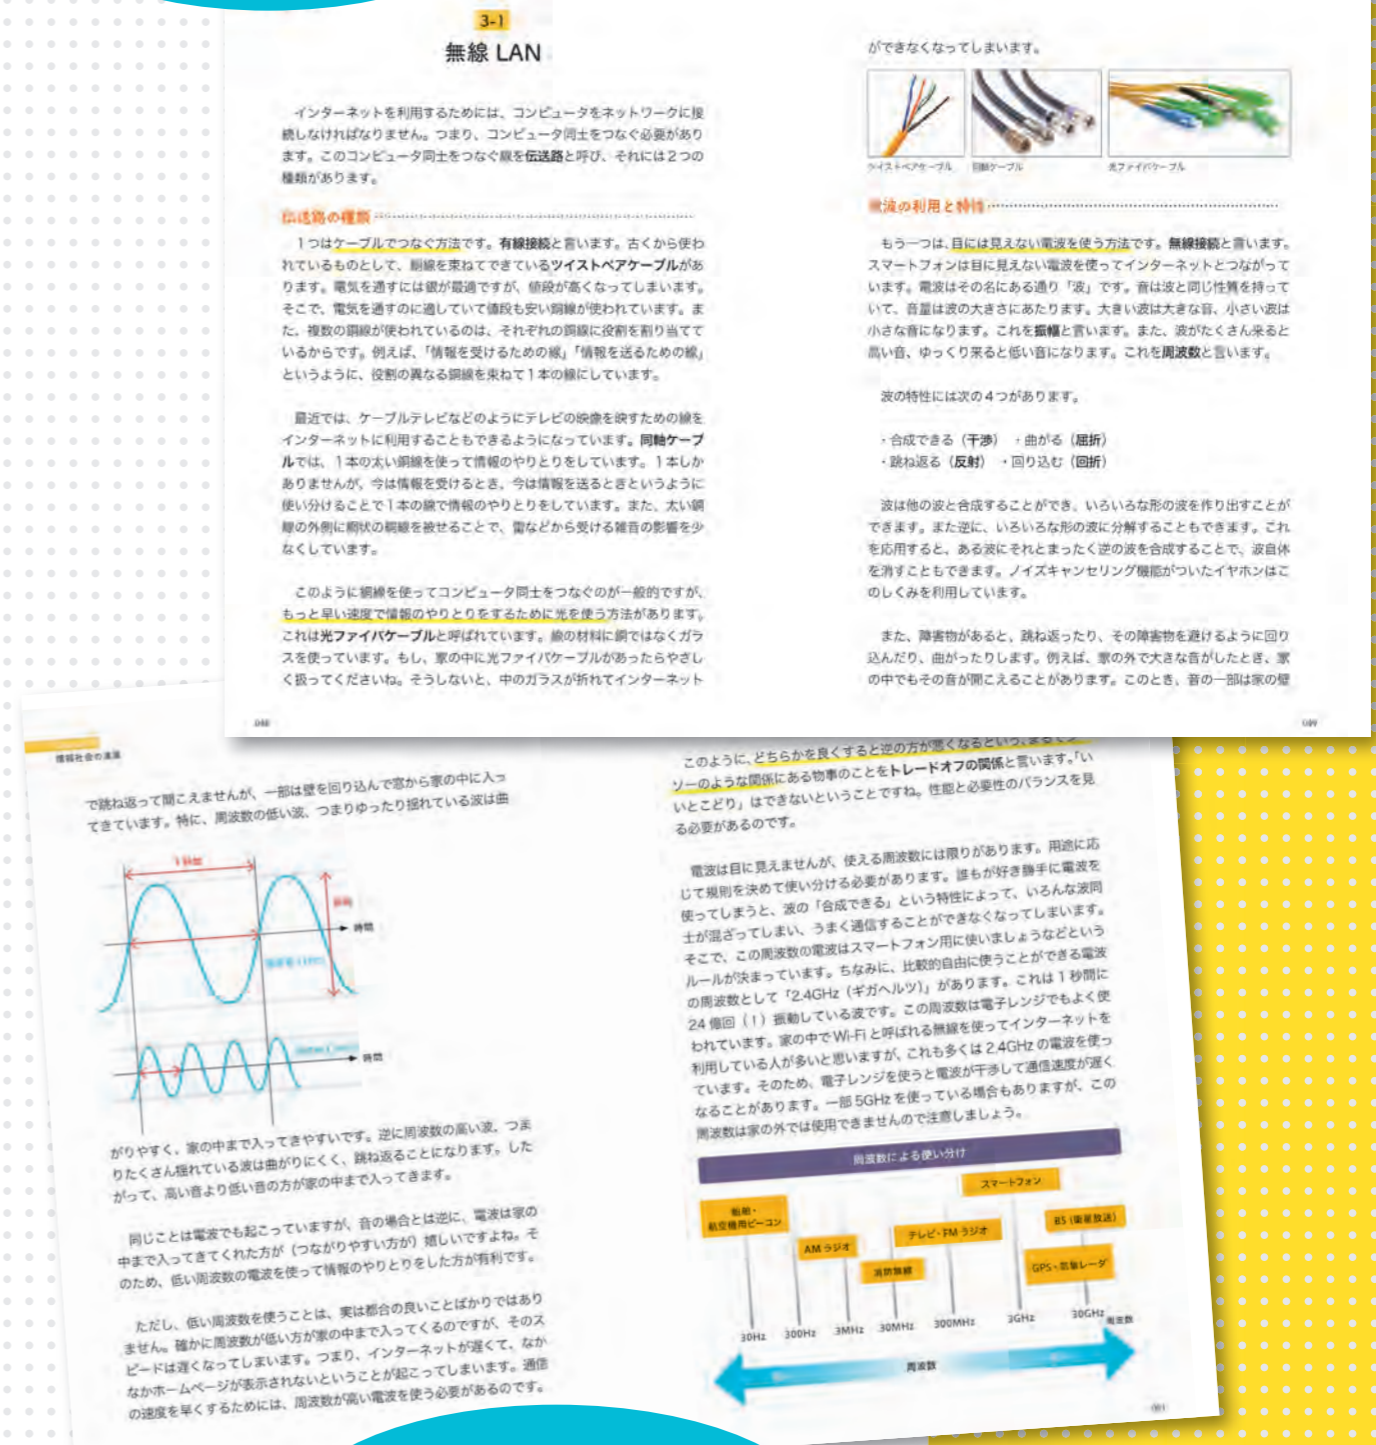 3-1
無線 LAN
インターネットを利用するためには、コンピュータをネットワークに接
続しなければなりません。つまり、コンピュータ同士をつなぐ必要があり
ます。このコンピュータ同士をつなぐ線を伝送路と呼び、それには2つの
種類があります。
伝送路の種類
1つはケーブルでつなぐ方法です。有線接続と言います。古くから使わ
れているものとして、銅線を束ねてできているツイストペアケーブルがあ
ります。電気を通すには銀が最適ですが、値段が高くなってしまいます。
そこで、電気を通すのに適していて値段も安い銅線が使われています。ま
た、複数の銅線が使われているのは、それぞれの銅線に役割を割り当てて
いるからです。例えば、「情報を受けるための線」「情報を送るための線」
というように、役割の異なる銅線を束ねて1本の線にしています。
最近では、ケーブルテレビなどのようにテレビの映像を映すための線を
インターネットに利用することもできるようになっています。同軸ケーブ
ルでは、1本の太い銅線を使って情報のやりとりをしています。1本しか
ありませんが、今は情報を受けるとき、今は情報を送るときというように
使い分けることで1本の線で情報のやりとりをしています。また、太い銅
線の外側に網状の銅線を被せることで、雷などから受ける雑音の影響を少
なくしています。
このように銅線を使ってコンピュータ同士をつなぐのが一般的ですが、
もっと早い速度で情報のやりとりをするために光を使う方法があります。
これは光ファイバケーブルと呼ばれています。線の材料に銅ではなくガラ
スを使っています。もし、家の中に光ファイバケーブルがあったらやさし
く扱ってくださいね。そうしないと、中のガラスが折れてインターネット
048
ができなくなってしまいます。
ツイストペアケーブル
同軸ケーブル
光ファイバケーブル
電波の利用と特性
もう一つは、目には見えない電波を使う方法です。無線接続と言います。
スマートフォンは目に見えない電波を使ってインターネットとつながって
います。電波はその名にある通り「波」です。音は波と同じ性質を持って
いて、音量は波の大きさにあたります。大きい波は大きな音、小さい波は
小さな音になります。これを振幅と言います。また、波がたくさん来ると
高い音、ゆっくり来ると低い音になります。これを周波数と言います。
波の特性には次の4つがあります。
・合成できる（干渉） ・曲がる（屈折）
・跳ね返る（反射） ・回り込む（回折）
波は他の波と合成することができ、いろいろな形の波を作り出すことが
できます。また逆に、いろいろな形の波に分解することもできます。これ
を応用すると、ある波にそれとまったく逆の波を合成することで、波自体
を消すこともできます。ノイズキャンセリング機能がついたイヤホンはこ
のしくみを利用しています。
また、障害物があると、跳ね返ったり、その障害物を避けるように回り
込んだり、曲がったりします。例えば、家の外で大きな音がしたとき、家
の中でもその音が聞こえることがあります。このとき、音の一部は家の壁
049
情報社会の進展
で跳ね返って聞こえませんが、一部は壁を回り込んで窓から家の中に入っ
てきています。特に、周波数の低い波、つまりゆったり揺れている波は曲
時間
時間
がりやすく、家の中まで入ってきやすいです。逆に周波数の高い波、つま
りたくさん揺れている波は曲がりにくく、跳ね返ることになります。した
がって、高い音より低い音の方が家の中まで入ってきます。
同じことは電波でも起こっていますが、音の場合とは逆に、電波は家の
中まで入ってきてくれた方が（つながりやすい方が）嬉しいですよね。そ
のため、低い周波数の電波を使って情報のやりとりをした方が有利です。
ただし、低い周波数を使うことは、実は都合の良いことばかりではあり
ません。確かに周波数が低い方が家の中まで入ってくるのですが、そのス
ピードは遅くなってしまいます。つまり、インターネットが遅くて、なか
なかホームページが表示されないということが起こってしまいます。通信
の速度を早くするためには、周波数が高い電波を使う必要があるのです。
このように、どちらかを良くすると逆の方が悪くなるという、まるでシ
ーソーのような関係にある物事のことをトレードオフの関係と言います。「い
いとこどり」はできないということですね。性能と必要性のバランスを見
る必要があるのです。
電波は目に見えませんが、使える周波数には限りがあります。用途に応
じて規則を決めて使い分ける必要があります。誰もが好き勝手に電波を
使ってしまうと、波の「合成できる」という特性によって、いろんな波同
士が混ざってしまい、うまく通信することができなくなってしまいます。
そこで、この周波数の電波はスマートフォン用に使いましょうなどという
ルールが決まっています。ちなみに、比較的自由に使うことができる電波
の周波数として「2.4GHz（ギガヘルツ）」があります。これは1秒間に
24億回（！）振動している波です。この周波数は電子レンジでもよく使
われています。家の中でWi-Fiと呼ばれる無線を使ってインターネットを
利用している人が多いと思いますが、これも多くは2.4GHzの電波を使っ
ています。そのため、電子レンジを使うと電波が干渉して通信速度が遅く
なることがあります。一部5GHzを使っている場合もありますが、この
周波数は家の外では使用できませんので注意しましょう。
周波数による使い分け
スマートフォン
船舶・
航空機用ビーコン
BS（衛星放送）
テレビ・FMラジオ
AMラジオ
消防無線
GPS・気象レーダ
30Hz 300Hz 3MHz 30MHz 300MHz 3GHz 30GHz 周波数
周波数